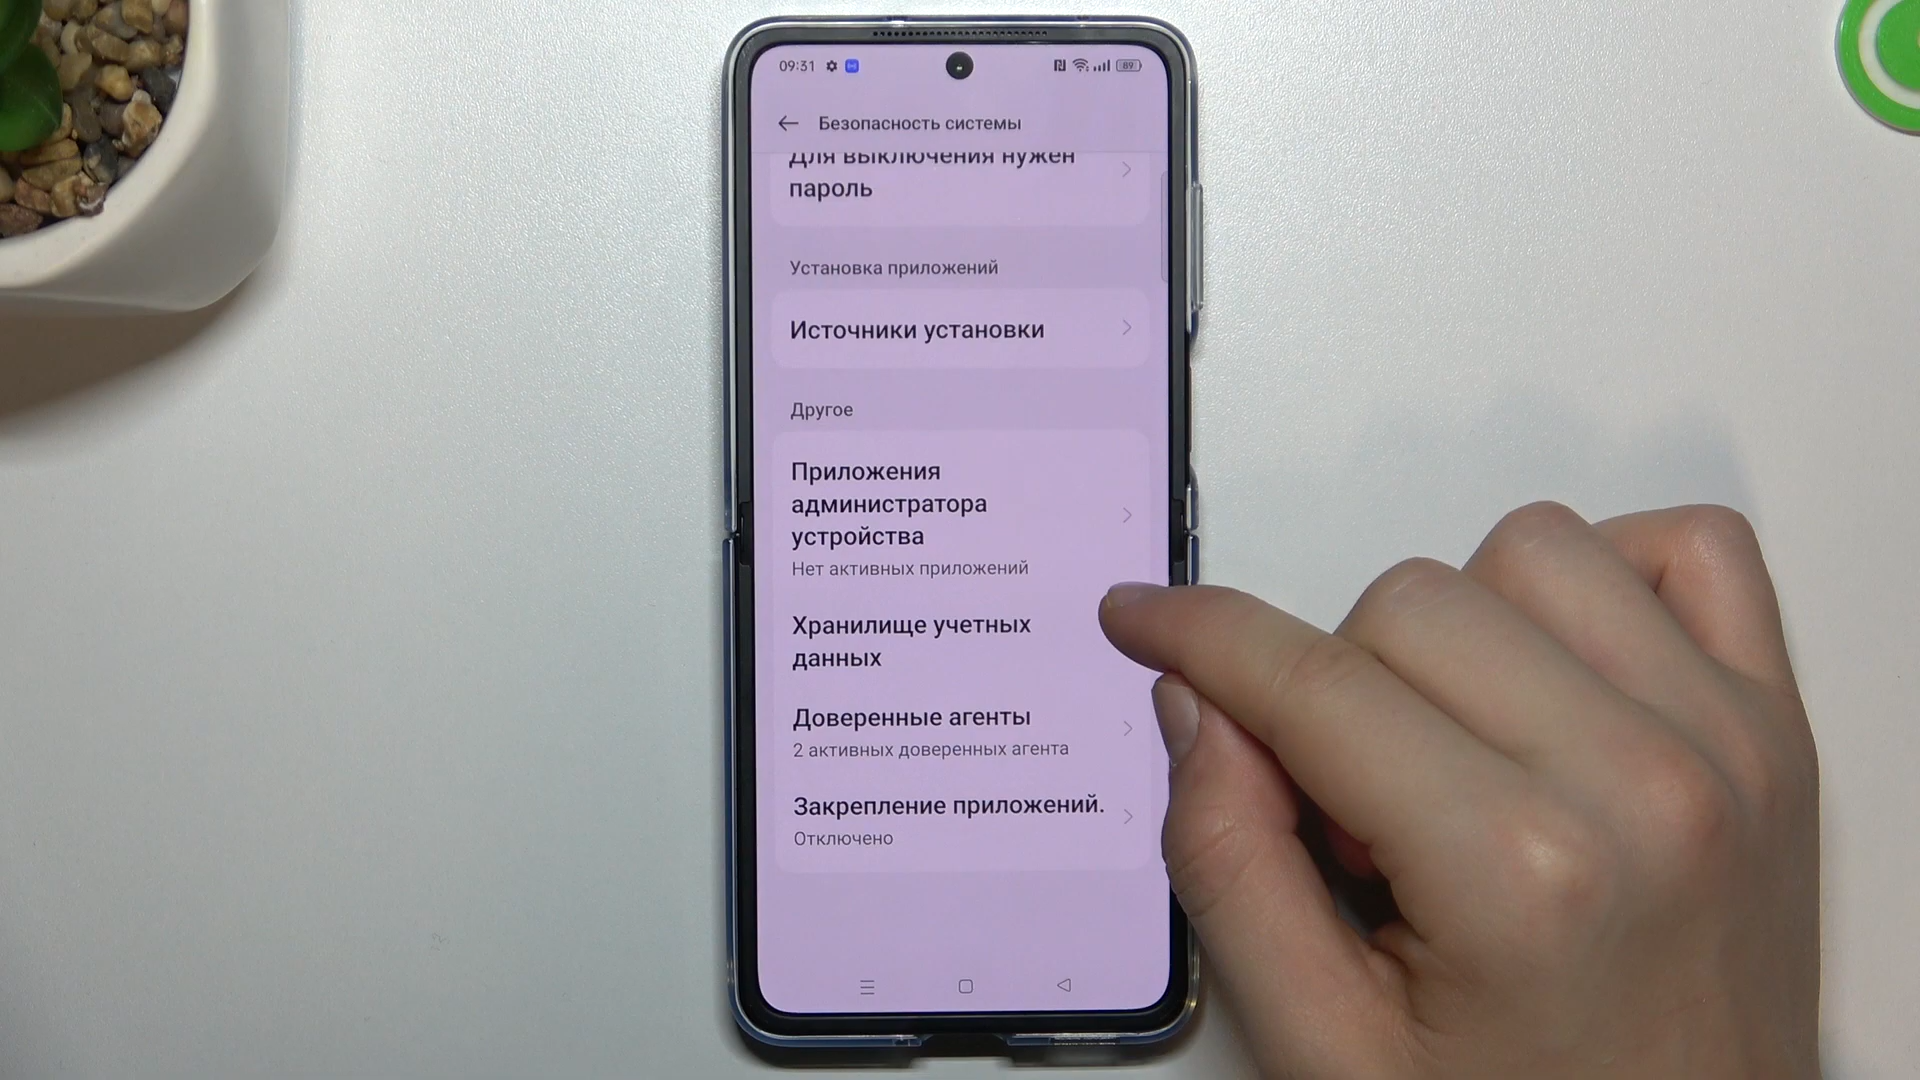 09:31 89
Безопасность системы
Для выключения нужен
пароль
Установка приложений
Источники установки
Другое
Приложения
администратора
устройства
Нет активных приложений
Хранилище учетных
данных
Доверенные агенты
2 активных доверенных агента
Закрепление приложений.
Отключено